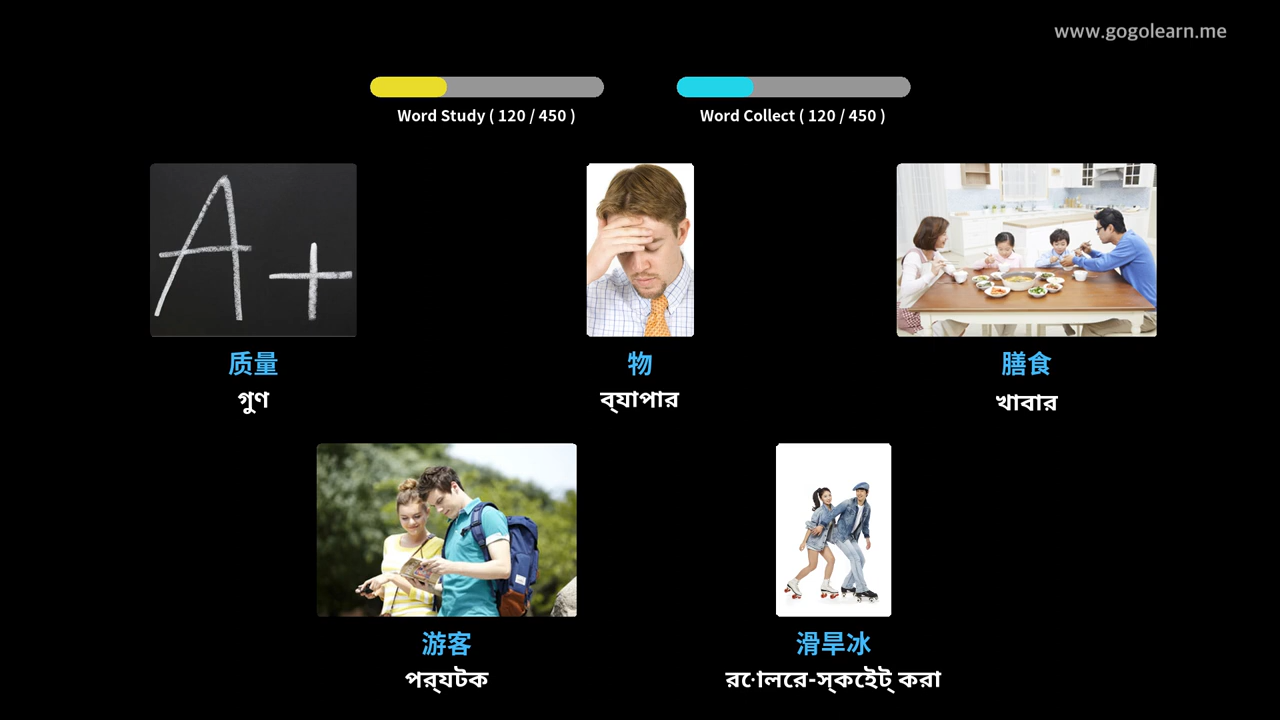 www.gogolearn.me
Word Study ( 120 / 450 )
Word Collect ( 120 / 450 )
A+
质量
গুণ
物
ব্যাপার
膳食
খাবার
游客
পর্যটক
滑旱冰
রোলার-স্কেইট্ করা